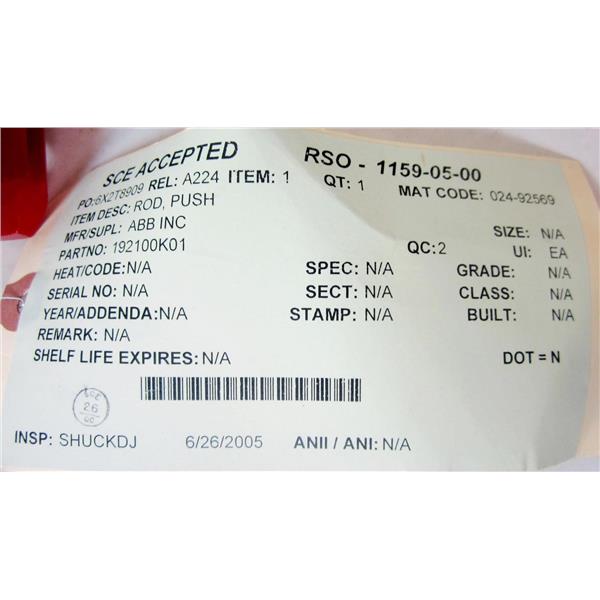 SCE ACCEPTED RSO - 1159-05-00
PO:6X2T8909 REL: A224 ITEM: 1 QT: 1 MAT CODE: 024-92569
ITEM DESC: ROD, PUSH
MFR/SUPL: ABB INC SIZE: N/A
PARTNO: 192100K01 QC:2 UI: EA
HEAT/CODE:N/A SPEC: N/A GRADE: N/A
SERIAL NO: N/A SECT: N/A CLASS: N/A
YEAR/ADDENDA:N/A STAMP: N/A BUILT: N/A
REMARK: N/A
SHELF LIFE EXPIRES: N/A DOT = N
SCE
26
QC
INSP: SHUCKDJ 6/26/2005 ANII / ANI: N/A